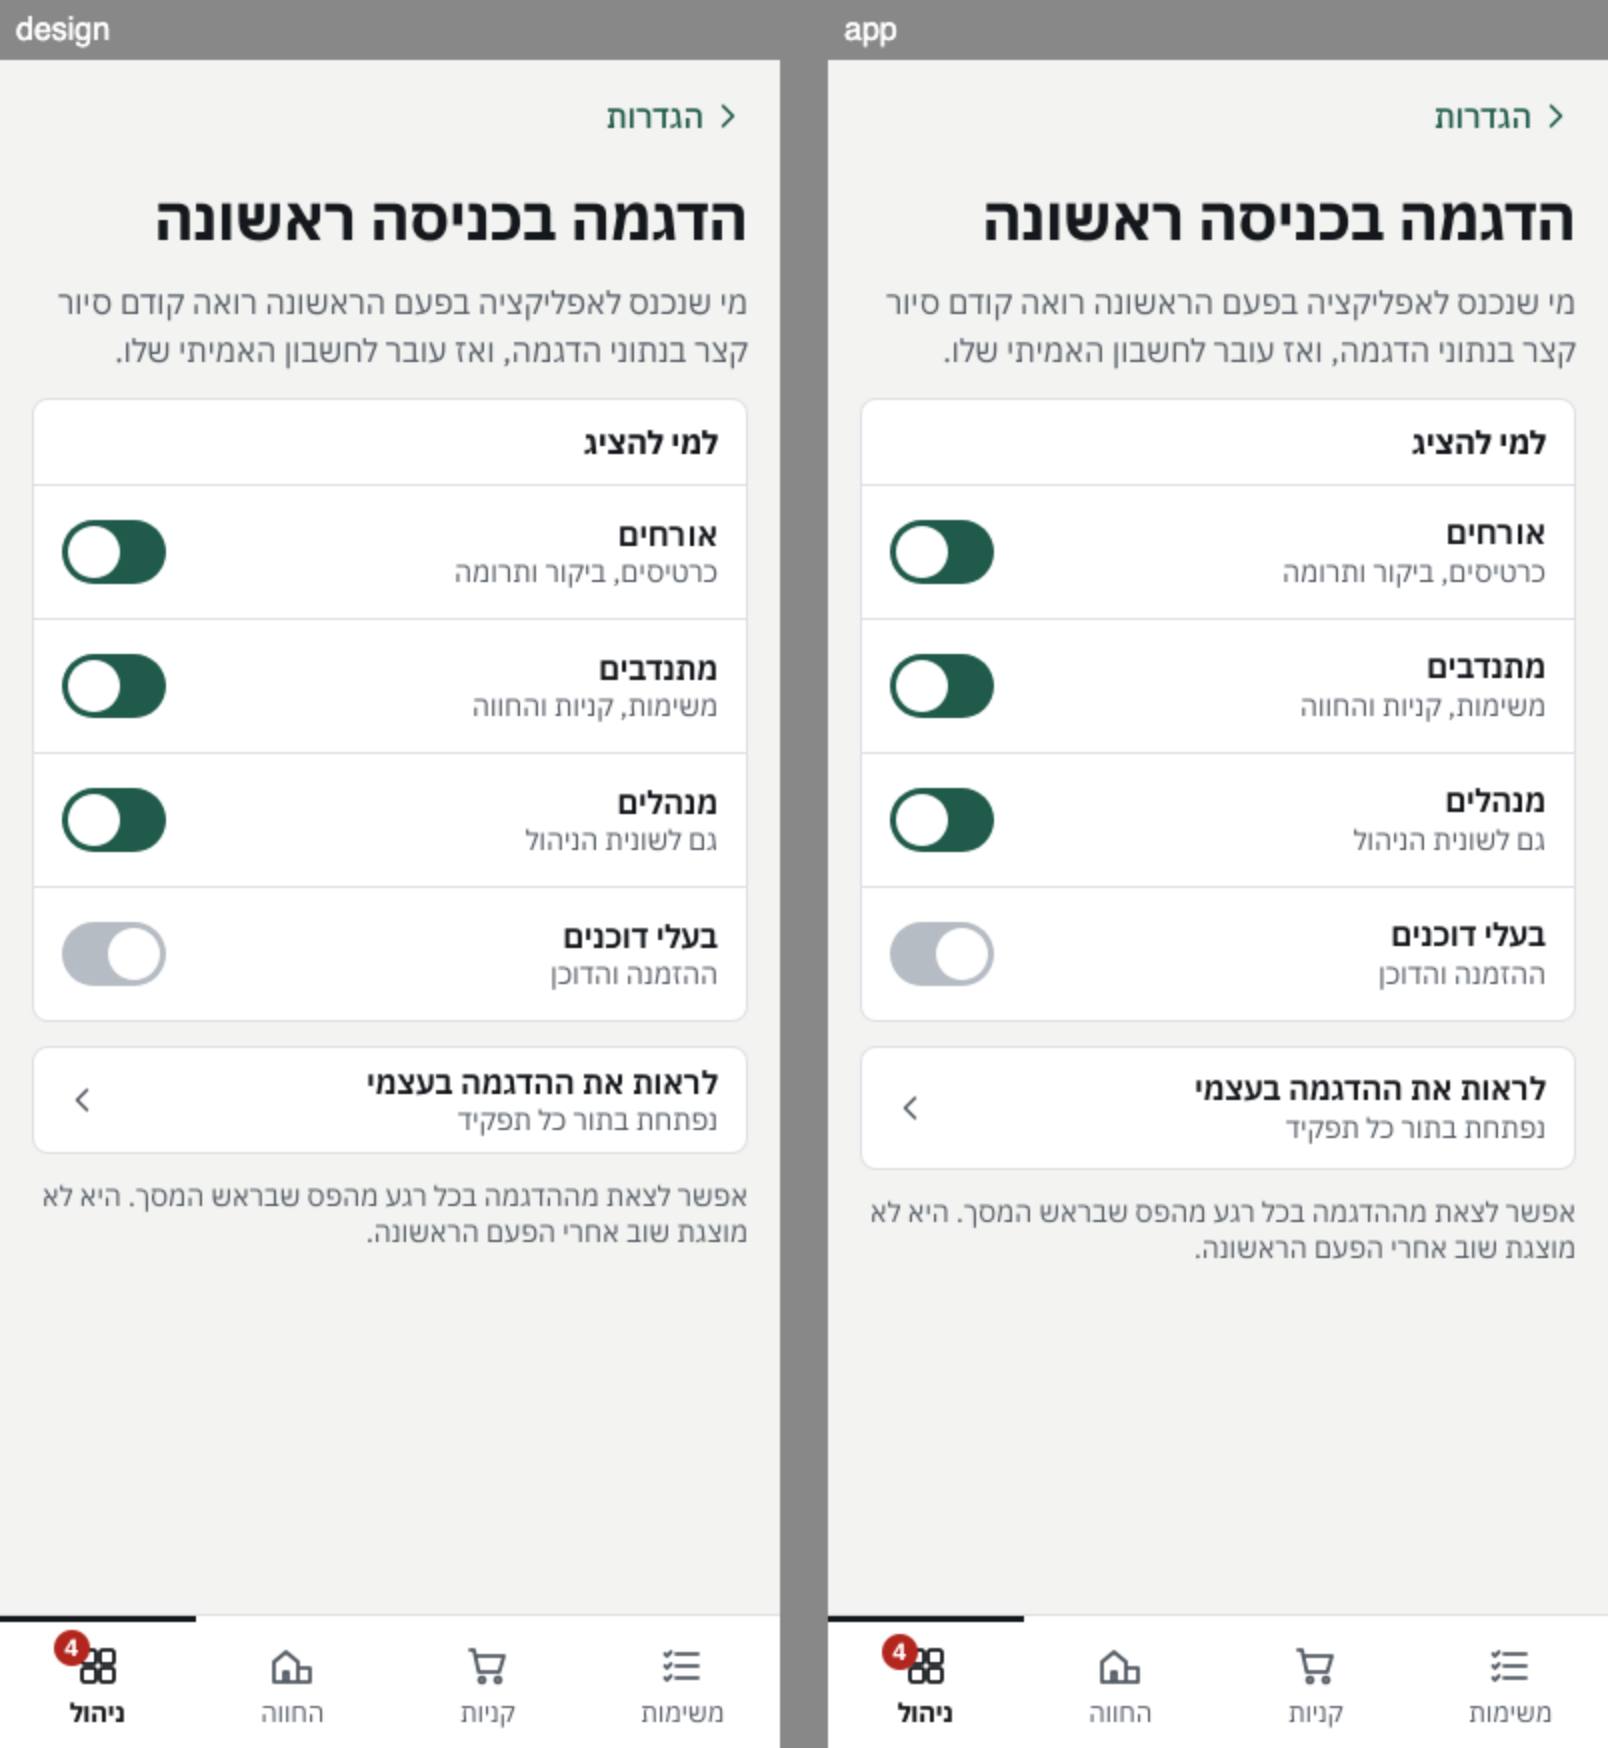 design
הגדרות
הדגמה בכניסה ראשונה
מי שנכנס לאפליקציה בפעם הראשונה רואה קודם סיור
קצר בנתוני הדגמה, ואז עובר לחשבון האמיתי שלו.
למי להציג
אורחים
כרטיסים, ביקור ותרומה
מתנדבים
משימות, קניות והחווה
מנהלים
גם לשונית הניהול
בעלי דוכנים
ההזמנה והדוכן
לראות את ההדגמה בעצמי
נפתחת בתור כל תפקיד
אפשר לצאת מההדגמה בכל רגע מהפס שבראש המסך. היא לא
מוצגת שוב אחרי הפעם הראשונה.
משימות
קניות
החווה
4
ניהול
app
הגדרות
הדגמה בכניסה ראשונה
מי שנכנס לאפליקציה בפעם הראשונה רואה קודם סיור
קצר בנתוני הדגמה, ואז עובר לחשבון האמיתי שלו.
למי להציג
אורחים
כרטיסים, ביקור ותרומה
מתנדבים
משימות, קניות והחווה
מנהלים
גם לשונית הניהול
בעלי דוכנים
ההזמנה והדוכן
לראות את ההדגמה בעצמי
נפתחת בתור כל תפקיד
אפשר לצאת מההדגמה בכל רגע מהפס שבראש המסך. היא לא
מוצגת שוב אחרי הפעם הראשונה.
משימות
קניות
החווה
4
ניהול